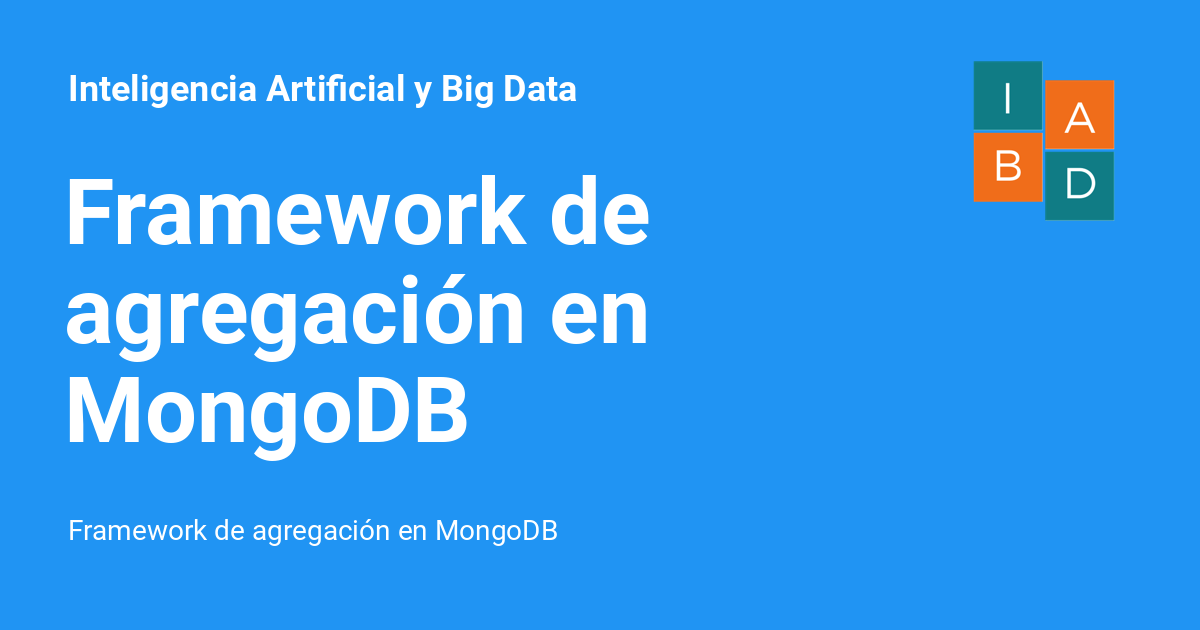 Inteligencia Artificial y Big Data
I A
B D
Framework de
agregación en
MongoDB
Framework de agregación en MongoDB